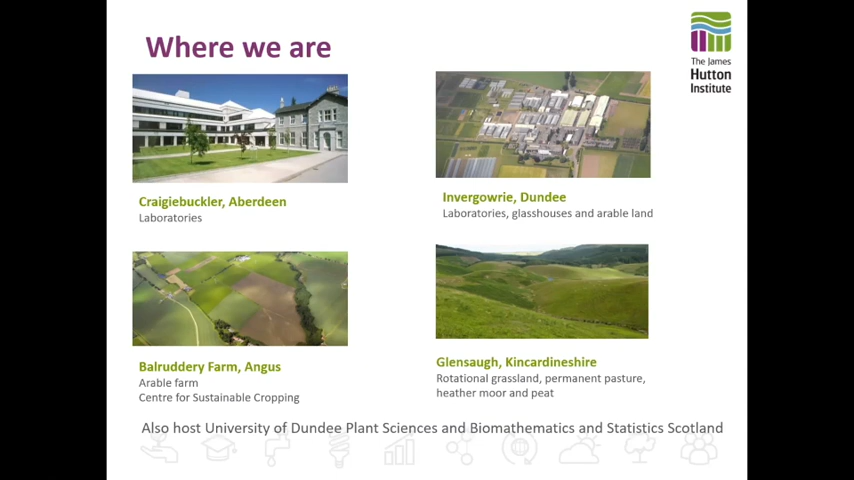 Where we are
The James
Hutton
Institute
Craigiebuckler, Aberdeen
Laboratories
Invergowrie, Dundee
Laboratories, glasshouses and arable land
Balruddery Farm, Angus
Arable farm
Centre for Sustainable Cropping
Glensaugh, Kincardineshire
Rotational grassland, permanent pasture,
heather moor and peat
Also host University of Dundee Plant Sciences and Biomathematics and Statistics Scotland